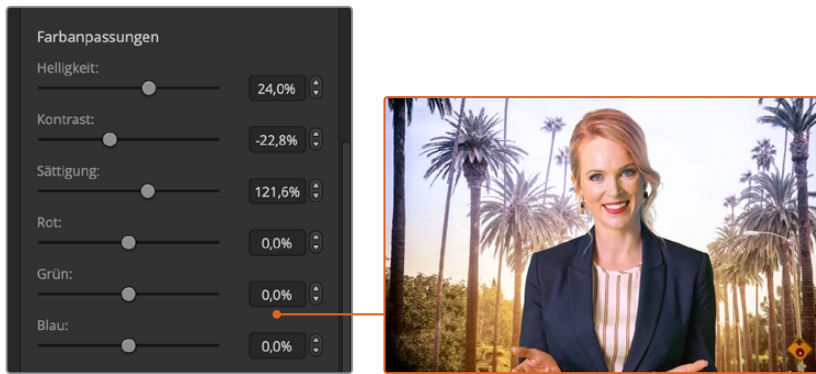 Farbanpassungen
Helligkeit:
24,0%
Kontrast:
-22,8%
Sättigung:
121,6%
Rot:
0,0%
Grün:
0,0%
Blau:
0,0%